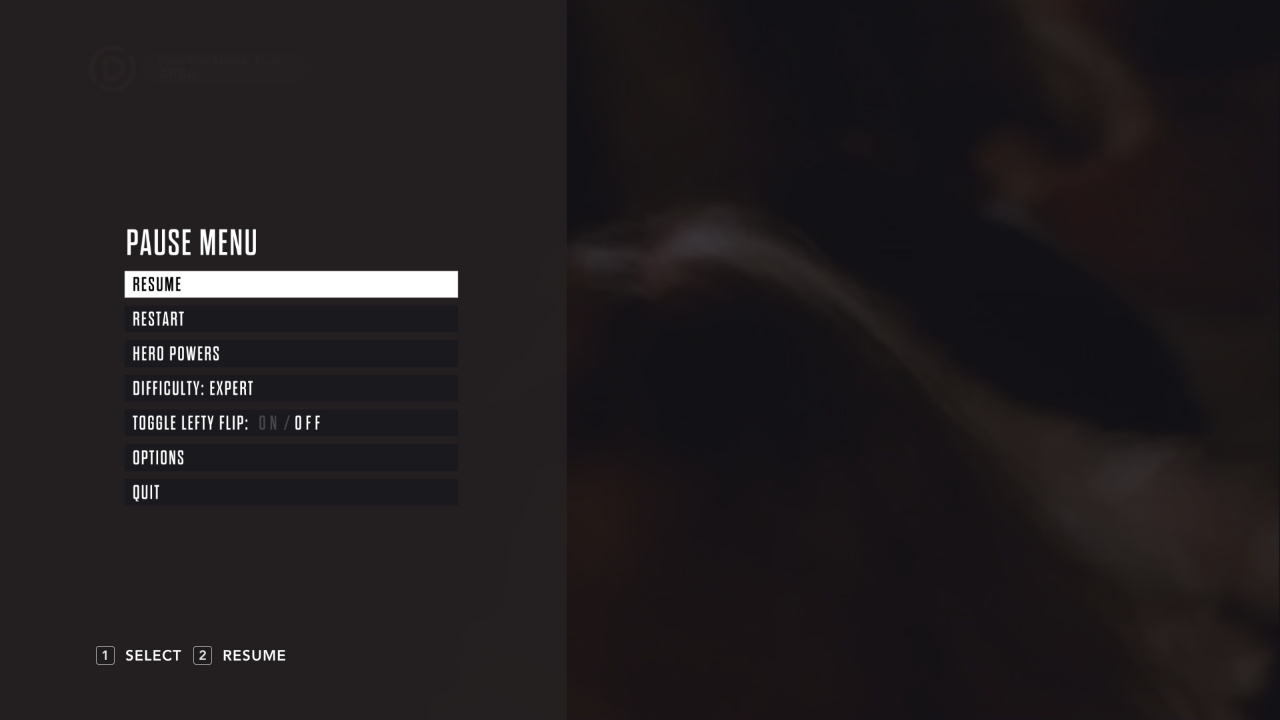 PAUSE MENU
RESUME
RESTART
HERO POWERS
DIFFICULTY: EXPERT
TOGGLE LEFTY FLIP: ON / OFF
OPTIONS
QUIT
1 SELECT 2 RESUME